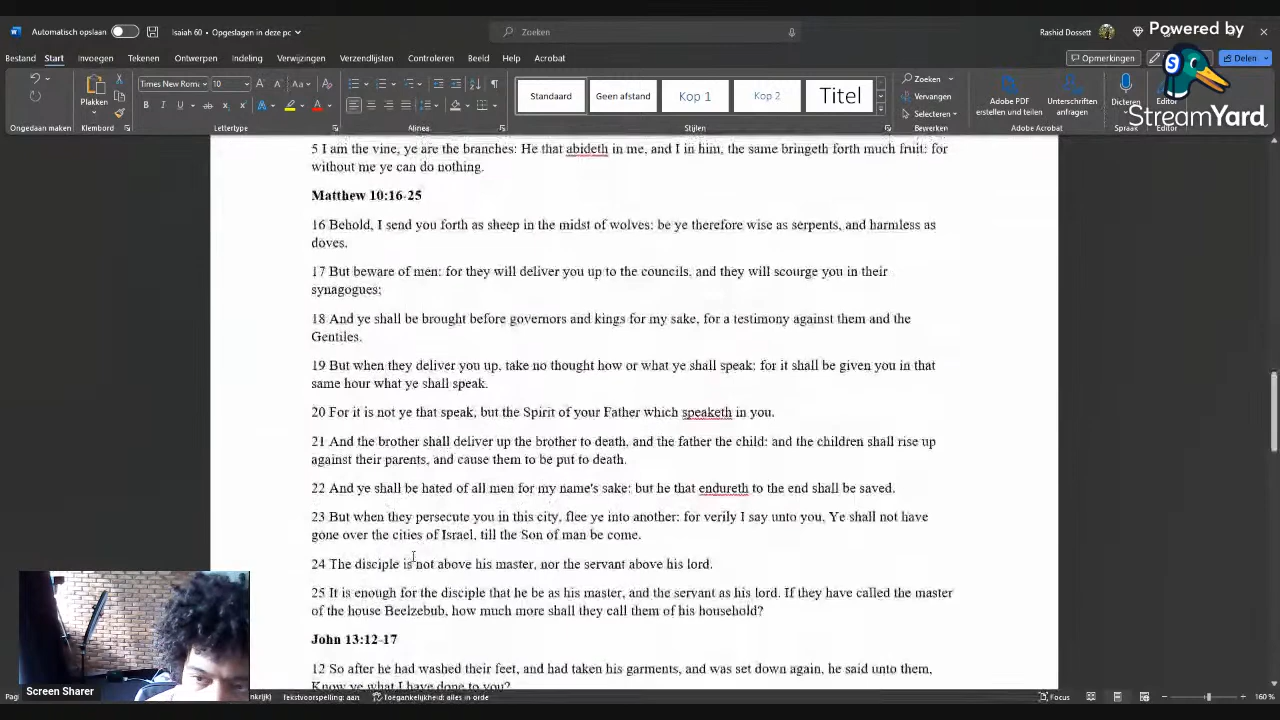 Powered by
Automatisch opslaan
Isaiah 60 • Opgeslagen in deze pc
Zoeken
Rashid Dossett
Bestand Start Invoegen Tekenen Ontwerpen Indeling Verwijzingen Verzendlijsten Controleren Beeld Help Acrobat
Opmerkingen
Delen
StreamYard
Plakken
Times New Roma
10
Standaard
Geen afstand
Kop 1
Kop 2
Titel
Zoeken
Vervangen
Selecteren
Adobe PDF
erstellen und teilen
Unterschriften
anfragen
Dicteren
Editor
Ongedaan maken
Klembord
Lettertype
Alinea
Stijlen
Bewerken
Adobe Acrobat
Spraak
Editor
5 I am the vine, ye are the branches: He that abideth in me, and I in him, the same bringeth forth much fruit: for
without me ye can do nothing.
Matthew 10:16-25
16 Behold, I send you forth as sheep in the midst of wolves: be ye therefore wise as serpents, and harmless as
doves.
17 But beware of men: for they will deliver you up to the councils, and they will scourge you in their
synagogues;
18 And ye shall be brought before governors and kings for my sake, for a testimony against them and the
Gentiles.
19 But when they deliver you up, take no thought how or what ye shall speak: for it shall be given you in that
same hour what ye shall speak.
20 For it is not ye that speak, but the Spirit of your Father which speaketh in you.
21 And the brother shall deliver up the brother to death, and the father the child: and the children shall rise up
against their parents, and cause them to be put to death.
22 And ye shall be hated of all men for my name's sake: but he that endureth to the end shall be saved.
23 But when they persecute you in this city, flee ye into another: for verily I say unto you, Ye shall not have
gone over the cities of Israel, till the Son of man be come.
24 The disciple is not above his master, nor the servant above his lord.
25 It is enough for the disciple that he be as his master, and the servant as his lord. If they have called the master
of the house Beelzebub, how much more shall they call them of his household?
John 13:12-17
12 So after he had washed their feet, and had taken his garments, and was set down again, he said unto them,
Know ye what I have done to you?
Screen Sharer
Tekstvoorspelling: aan
Toegankelijkheid: alles in orde
Focus
160 %